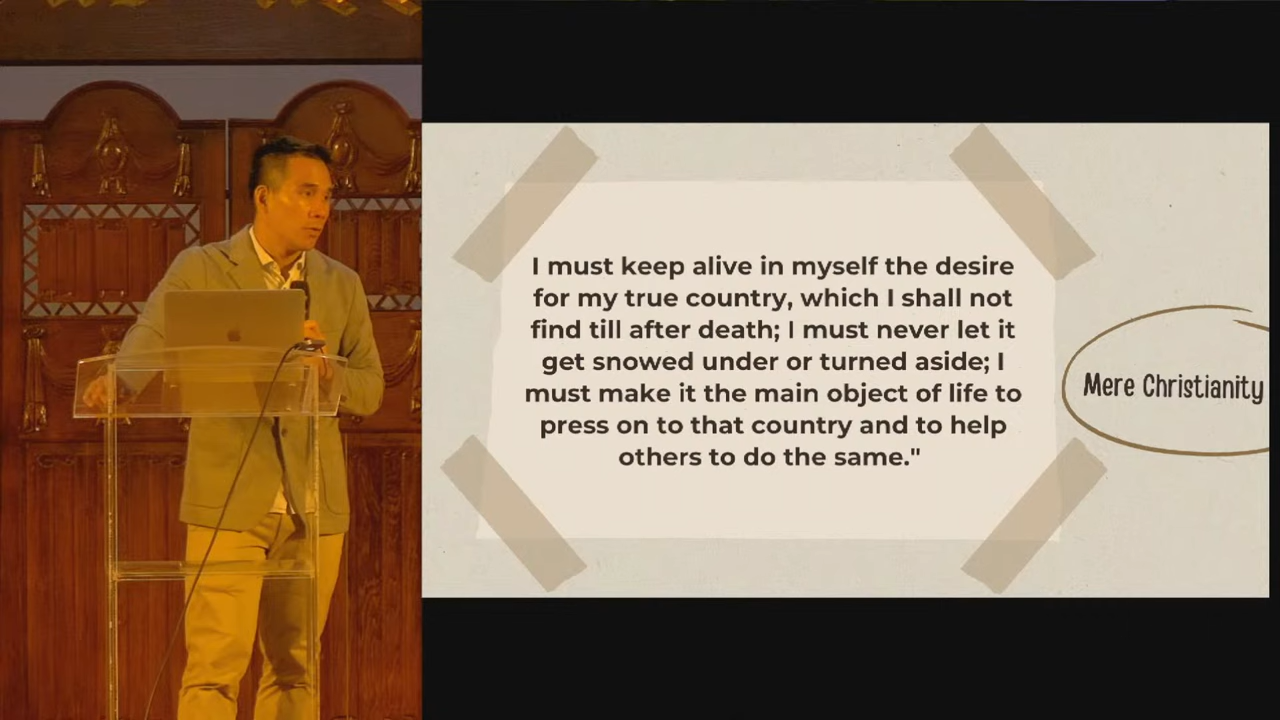 I must keep alive in myself the desire
for my true country, which I shall not
find till after death; I must never let it
get snowed under or turned aside; I
must make it the main object of life to
press on to that country and to help
others to do the same."
Mere Christianity